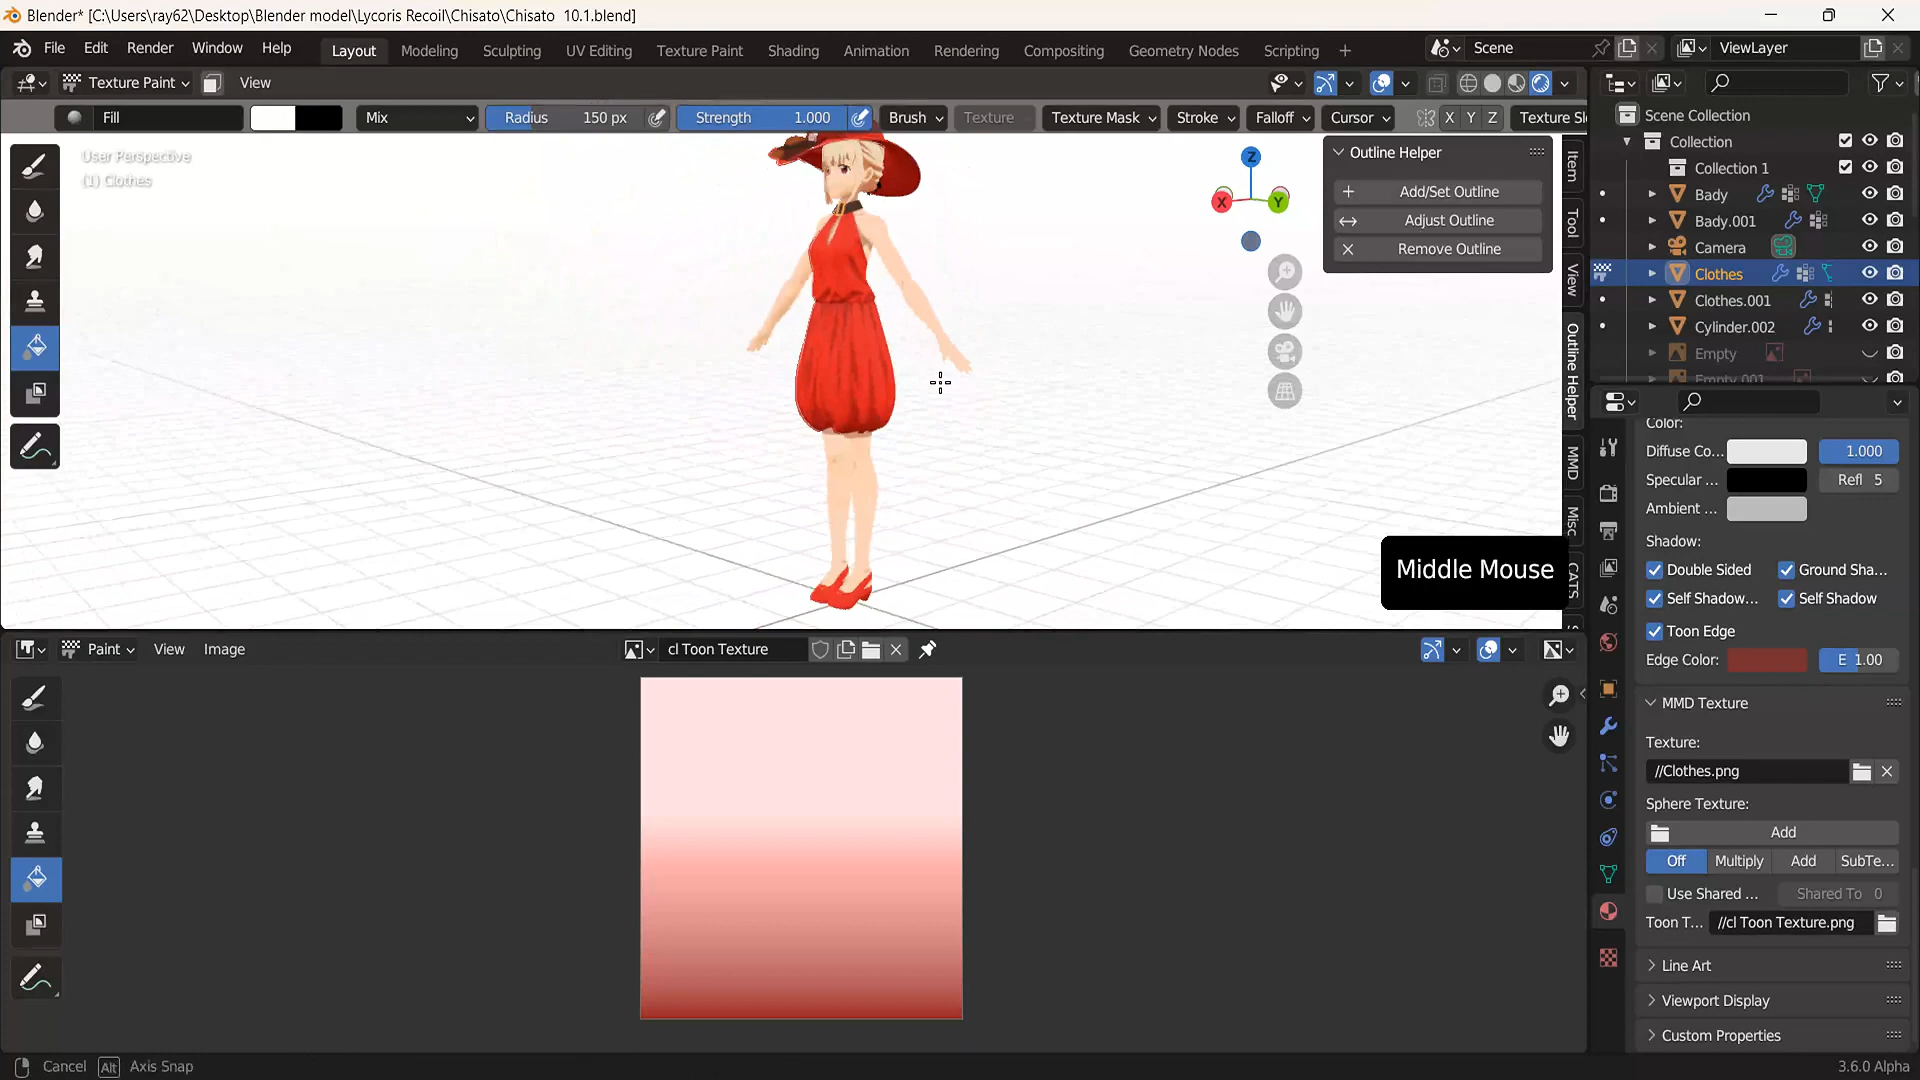 Blender* [C:\Users\ray62\Desktop\Blender model\Lycoris Recoil\Chisato\Chisato  10.1.blend]
File Edit Render Window Help Layout Modeling Sculpting UV Editing Texture Paint Shading Animation Rendering Compositing Geometry Nodes Scripting + Scene ViewLayer
Texture Paint View
Fill Mix Radius 150 px Strength 1.000 Brush Texture Texture Mask Stroke Falloff Cursor X Y Z Texture Sl
User Perspective
(1) Clothes
Z
X
Y
Outline Helper
Add/Set Outline
Adjust Outline
Remove Outline
Item
Tool
View
Outline Helper
MMD
Misc
CATS
Middle Mouse
Scene Collection
Collection
Collection 1
Bady
Bady.001
Camera
Clothes
Clothes.001
Cylinder.002
Empty
Empty.001
Color:
Diffuse Co... 1.000
Specular ... Refl 5
Ambient ...
Shadow:
Double Sided Ground Sha...
Self Shadow... Self Shadow
Toon Edge
Edge Color: E 1.00
MMD Texture
Texture:
//Clothes.png
Sphere Texture:
Add
Off Multiply Add SubTe...
Use Shared ... Shared To 0
Toon T... //cl Toon Texture.png
Line Art
Viewport Display
Custom Properties
Paint View Image cl Toon Texture
Cancel Alt Axis Snap 3.6.0 Alpha